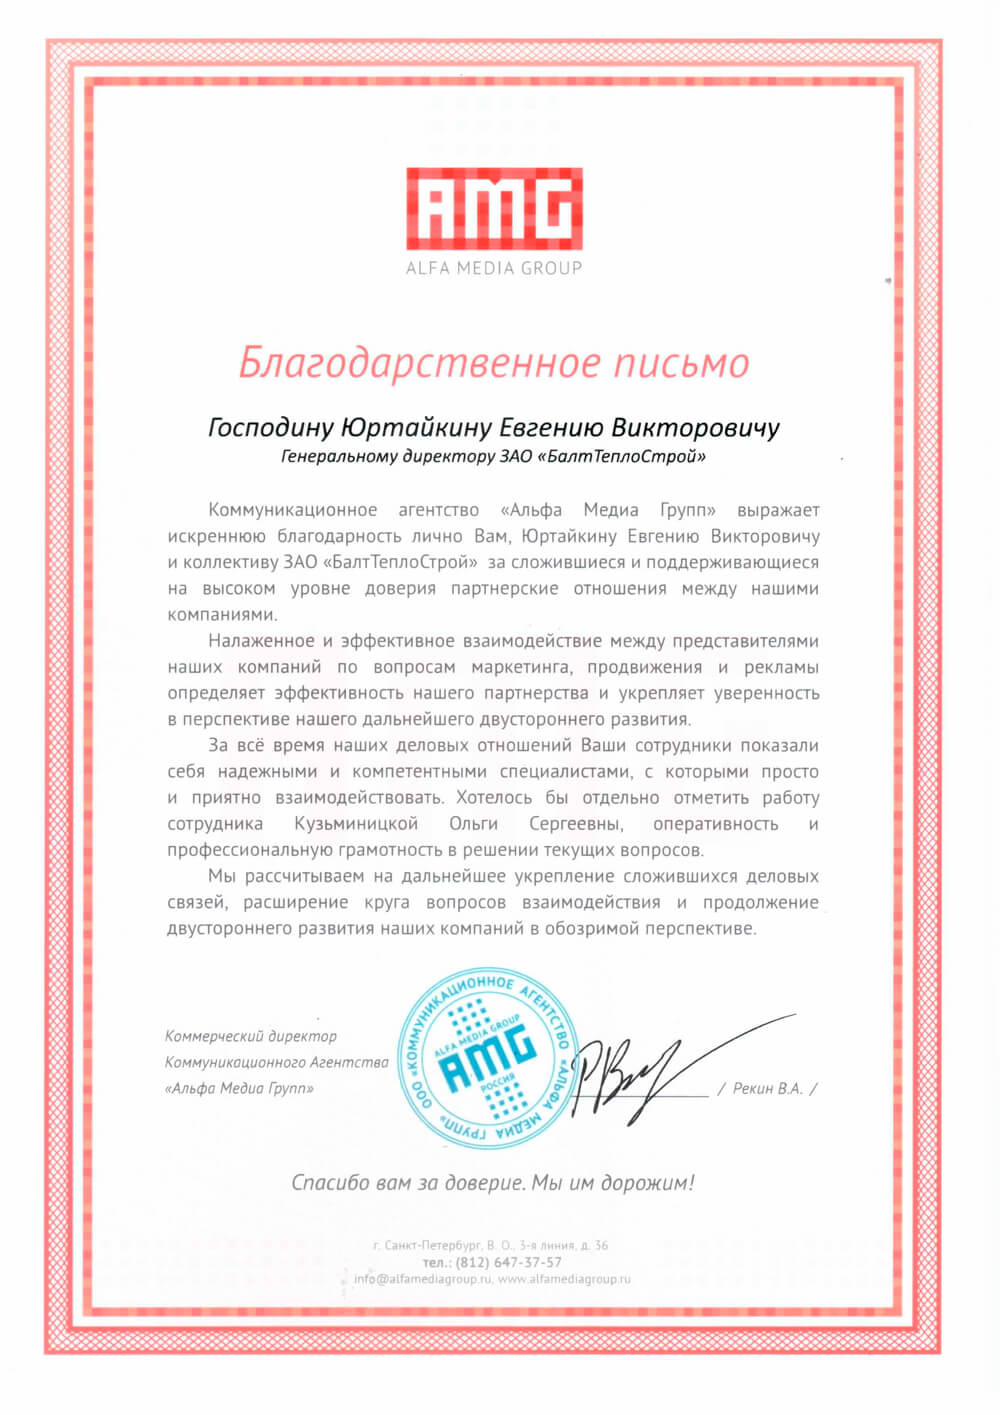 AMG
ALFA MEDIA GROUP
Благодарственное письмо
Господину Юртайкину Евгению Викторовичу
Генеральному директору ЗАО «БалтТеплоСтрой»
Коммуникационное агентство «Альфа Медиа Групп» выражает
искреннюю благодарность лично Вам, Юртайкину Евгению Викторовичу
и коллективу ЗАО «БалтТеплоСтрой» за сложившиеся и поддерживающиеся
на высоком уровне доверия партнерские отношения между нашими
компаниями.
Налаженное и эффективное взаимодействие между представителями
наших компаний по вопросам маркетинга, продвижения и рекламы
определяет эффективность нашего партнерства и укрепляет уверенность
в перспективе нашего дальнейшего двустороннего развития.
За всё время наших деловых отношений Ваши сотрудники показали
себя надежными и компетентными специалистами, с которыми просто
и приятно взаимодействовать. Хотелось бы отдельно отметить работу
сотрудника Кузьминицкой Ольги Сергеевны, оперативность и
профессиональную грамотность в решении текущих вопросов.
Мы рассчитываем на дальнейшее укрепление сложившихся деловых
связей, расширение круга вопросов взаимодействия и продолжение
двустороннего развития наших компаний в обозримой перспективе.
Коммерческий директор
Коммуникационного Агентства
«Альфа Медиа Групп»
ООО «КОММУНИКАЦИОННОЕ АГЕНТСТВО «АЛЬФА МЕДИА ГРУПП»
ALFA MEDIA GROUP
AMG
РОССИЯ
/ Рекин В.А. /
Спасибо вам за доверие. Мы им дорожим!
г. Санкт-Петербург, В. О., 3-я линия, д. 36
тел.: (812) 647-37-57
info@alfamediagroup.ru, www.alfamediagroup.ru